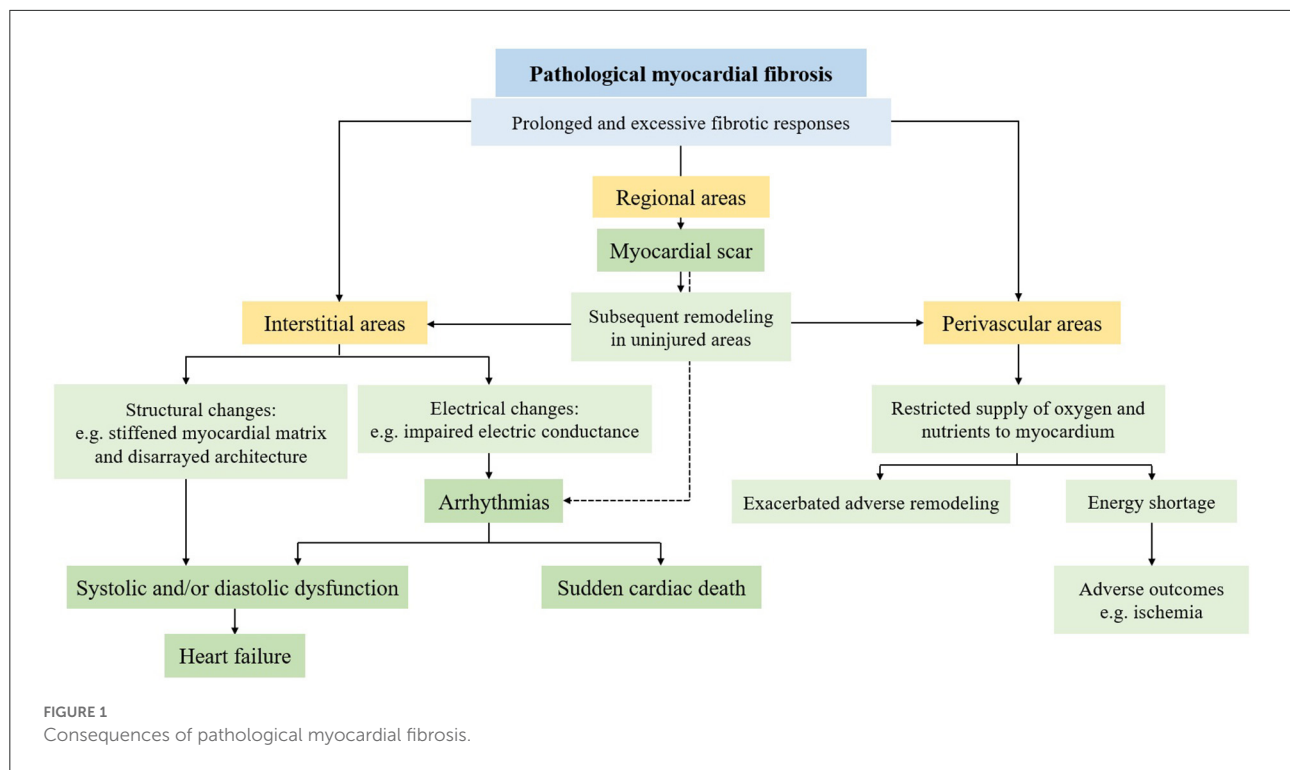 Pathological myocardial fibrosis
Prolonged and excessive fibrotic responses
Regional areas
Myocardial scar
Interstitial areas
Subsequent remodeling
in uninjured areas
Perivascular areas
Structural changes:
e.g. stiffened myocardial matrix
and disarrayed architecture
Electrical changes:
e.g. impaired electric conductance
Restricted supply of oxygen and
nutrients to myocardium
Arrhythmias
Exacerbated adverse remodeling
Energy shortage
Systolic and/or diastolic dysfunction
Sudden cardiac death
Adverse outcomes
e.g. ischemia
Heart failure
FIGURE 1
Consequences of pathological myocardial fibrosis.